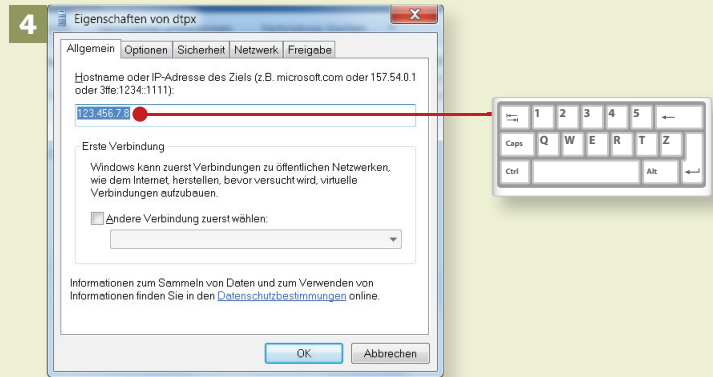 4
Eigenschaften von dtpx
Allgemein Optionen Sicherheit Netzwerk Freigabe
Hostname oder IP-Adresse des Ziels (z.B. microsoft.com oder 157.54.0.1
oder 3ffe:1234::1111):
123.456.7.8
Erste Verbindung
Windows kann zuerst Verbindungen zu öffentlichen Netzwerken,
wie dem Internet, herstellen, bevor versucht wird, virtuelle
Verbindungen aufzubauen.
Andere Verbindung zuerst wählen:
Informationen zum Sammeln von Daten und zum Verwenden von
Informationen finden Sie in den Datenschutzbestimmungen online.
OK Abbrechen
1 2 3 4 5
Caps Q W E R T Z
Ctrl Alt